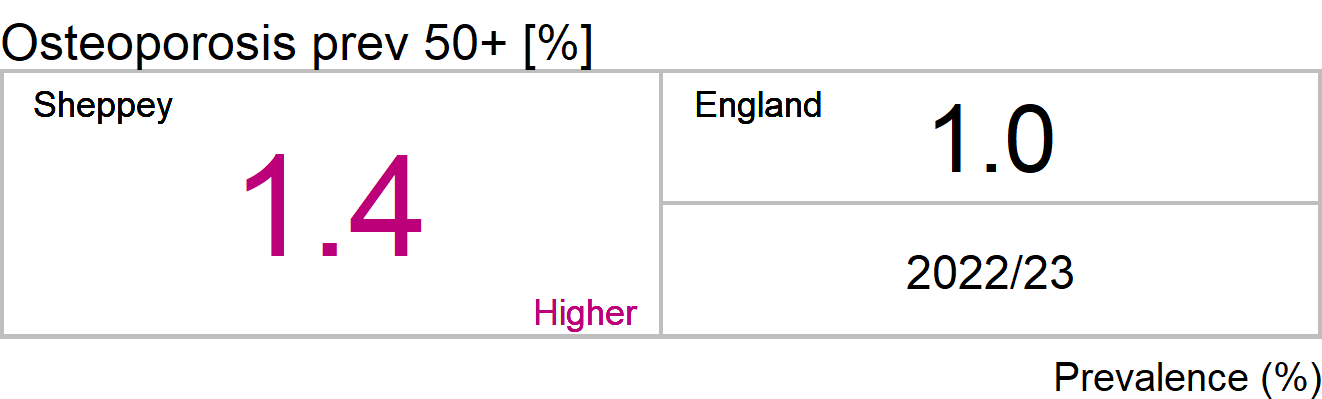 Osteoporosis prev 50+ [%]
Sheppey
1.4
Higher
England
1.0
2022/23
Prevalence (%)